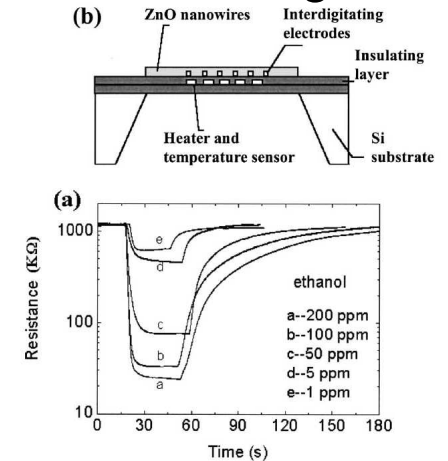 (b)
ZnO nanowires
Interdigitating
electrodes
Insulating
layer
Heater and
temperature sensor
Si
substrate
(a)
1000
100
10
Resistance (KΩ)
e
d
c
b
a
ethanol
a--200 ppm
b--100 ppm
c--50 ppm
d--5 ppm
e--1 ppm
0 30 60 90 120 150 180
Time (s)